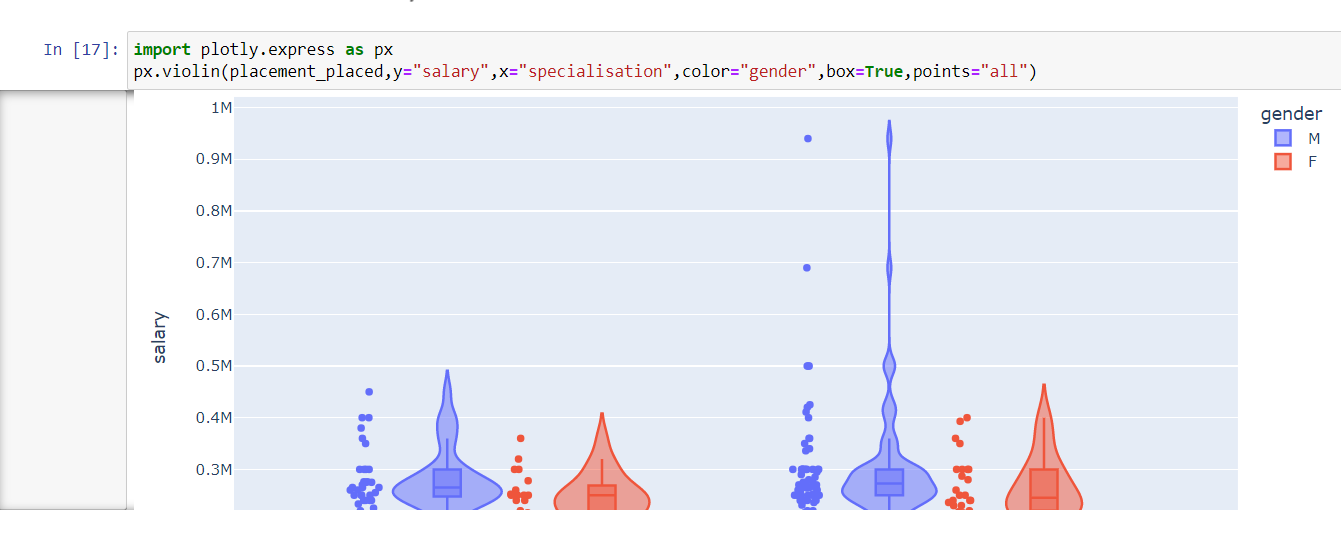 In [17]: import plotly.express as px
px.violin(placement_placed,y="salary",x="specialisation",color="gender",box=True,points="all")
1M
0.9M
0.8M
0.7M
0.6M
0.5M
0.4M
0.3M
salary
gender
M
F